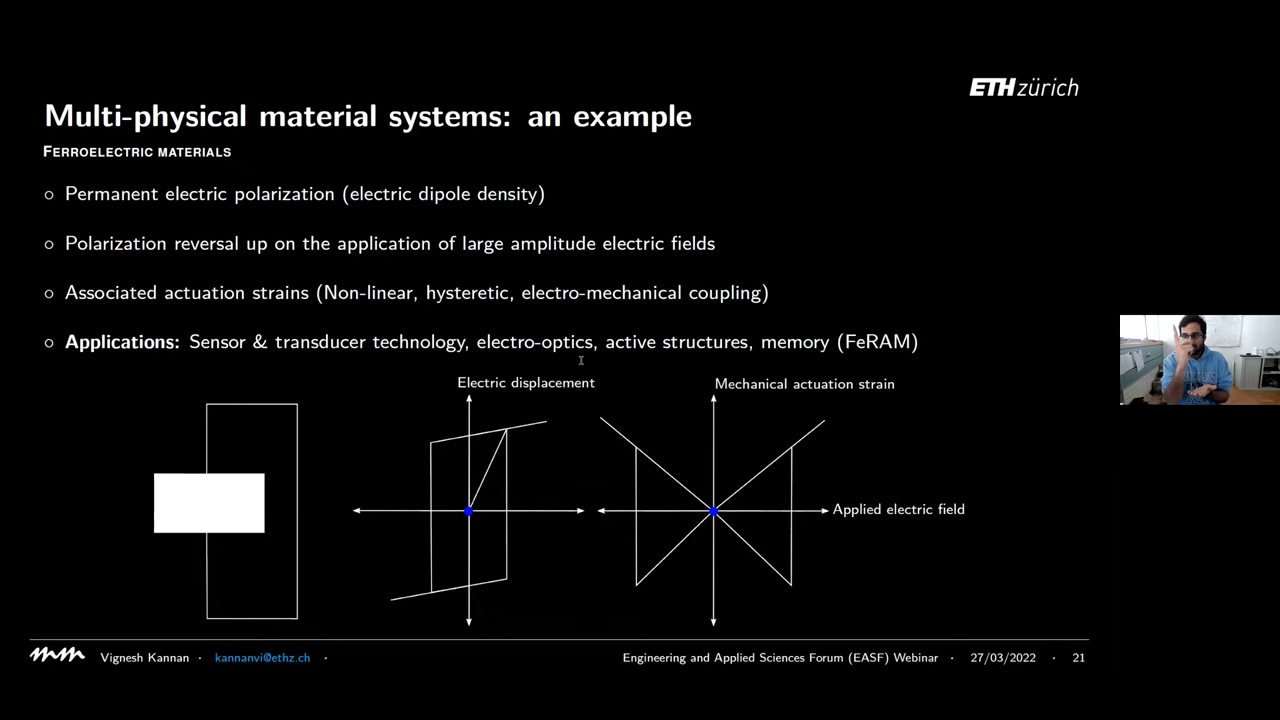 ETH zürich
Multi-physical material systems: an example
FERROELECTRIC MATERIALS
Permanent electric polarization (electric dipole density)
Polarization reversal up on the application of large amplitude electric fields
Associated actuation strains (Non-linear, hysteretic, electro-mechanical coupling)
Applications: Sensor & transducer technology, electro-optics, active structures, memory (FeRAM)
Electric displacement
Mechanical actuation strain
Applied electric field
Vignesh Kannan · kannanvi@ethz.ch ·
Engineering and Applied Sciences Forum (EASF) Webinar · 27/03/2022 · 21